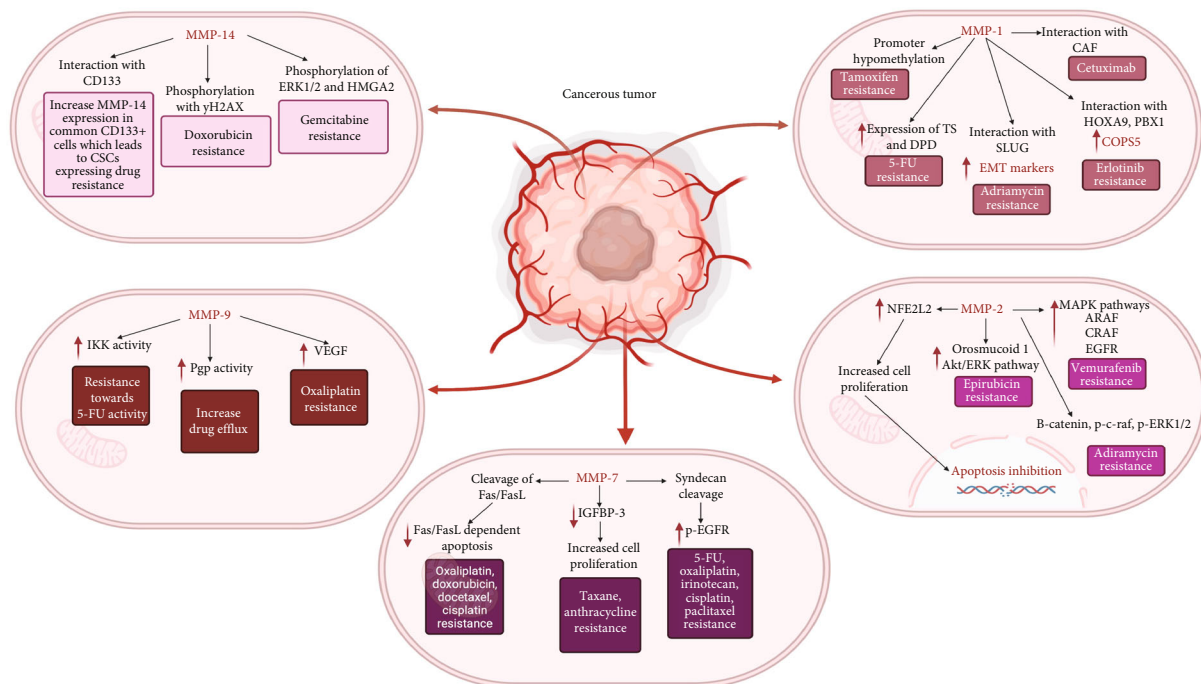 MMP-14
Interaction with
CD133
Increase MMP-14
expression in
common CD133+
cells which leads
to CSCs
expressing drug
resistance
Phosphorylation
with yH2AX
Doxorubicin
resistance
Phosphorylation of
ERK1/2 and HMGA2
Gemcitabine
resistance
Cancerous tumor
MMP-1
Promoter
hypomethylation
Tamoxifen
resistance
Expression of TS
and DPD
5-FU
resistance
Interaction with
SLUG
EMT markers
Adriamycin
resistance
Interaction with
CAF
Cetuximab
Interaction with
HOXA9, PBX1
COPS5
Erlotinib
resistance
MMP-9
IKK activity
Resistance
towards
5-FU activity
Pgp activity
Increase
drug efflux
VEGF
Oxaliplatin
resistance
MMP-2
NFE2L2
Increased cell
proliferation
Apoptosis inhibition
Orosmucoid 1
Akt/ERK pathway
Epirubicin
resistance
MAPK pathways
ARAF
CRAF
EGFR
Vemurafenib
resistance
B-catenin, p-c-raf, p-ERK1/2
Adiramycin
resistance
MMP-7
Cleavage of
Fas/FasL
Fas/FasL dependent
apoptosis
Oxaliplatin,
doxorubicin,
docetaxel,
cisplatin
resistance
IGFBP-3
Increased cell
proliferation
Taxane,
anthracycline
resistance
Syndecan
cleavage
p-EGFR
5-FU,
oxaliplatin,
irinotecan,
cisplatin,
paclitaxel
resistance